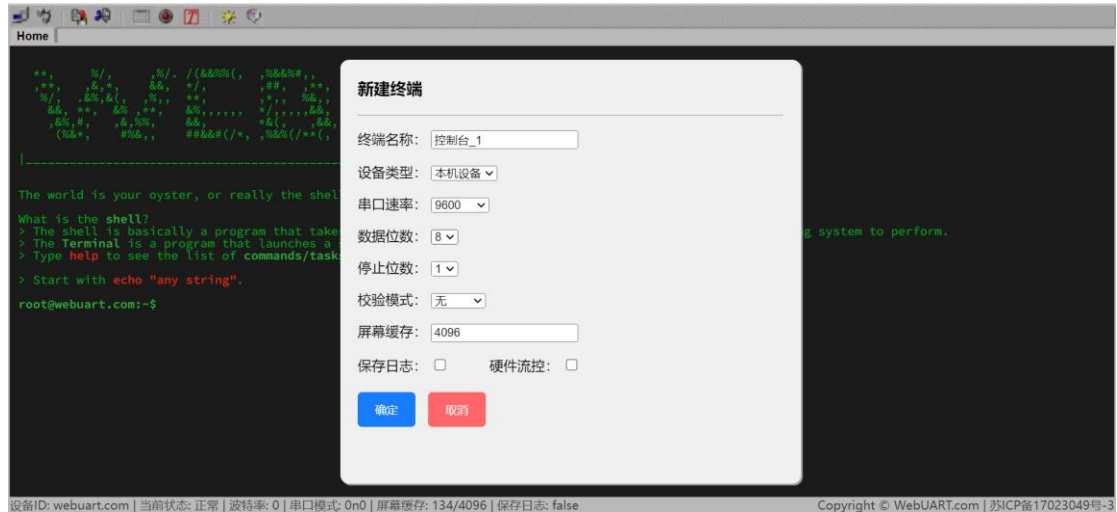 Home
新建终端
终端名称： 控制台_1
设备类型： 本机设备
串口速率： 9600
数据位数： 8
停止位数： 1
校验模式： 无
屏幕缓存： 4096
保存日志： 硬件流控：
确定 取消
The world is your oyster, or really the shel
What is the shell?
> The shell is basically a program that take g system to perform.
> The Terminal is a program that launches a
> Type help to see the list of commands/task
> Start with echo "any string".
root@webuart.com:~$
设备ID: webuart.com | 当前状态: 正常 | 波特率: 0 | 串口模式: 0n0 | 屏幕缓存: 134/4096 | 保存日志: false Copyright © WebUART.com | 苏ICP备17023049号-3